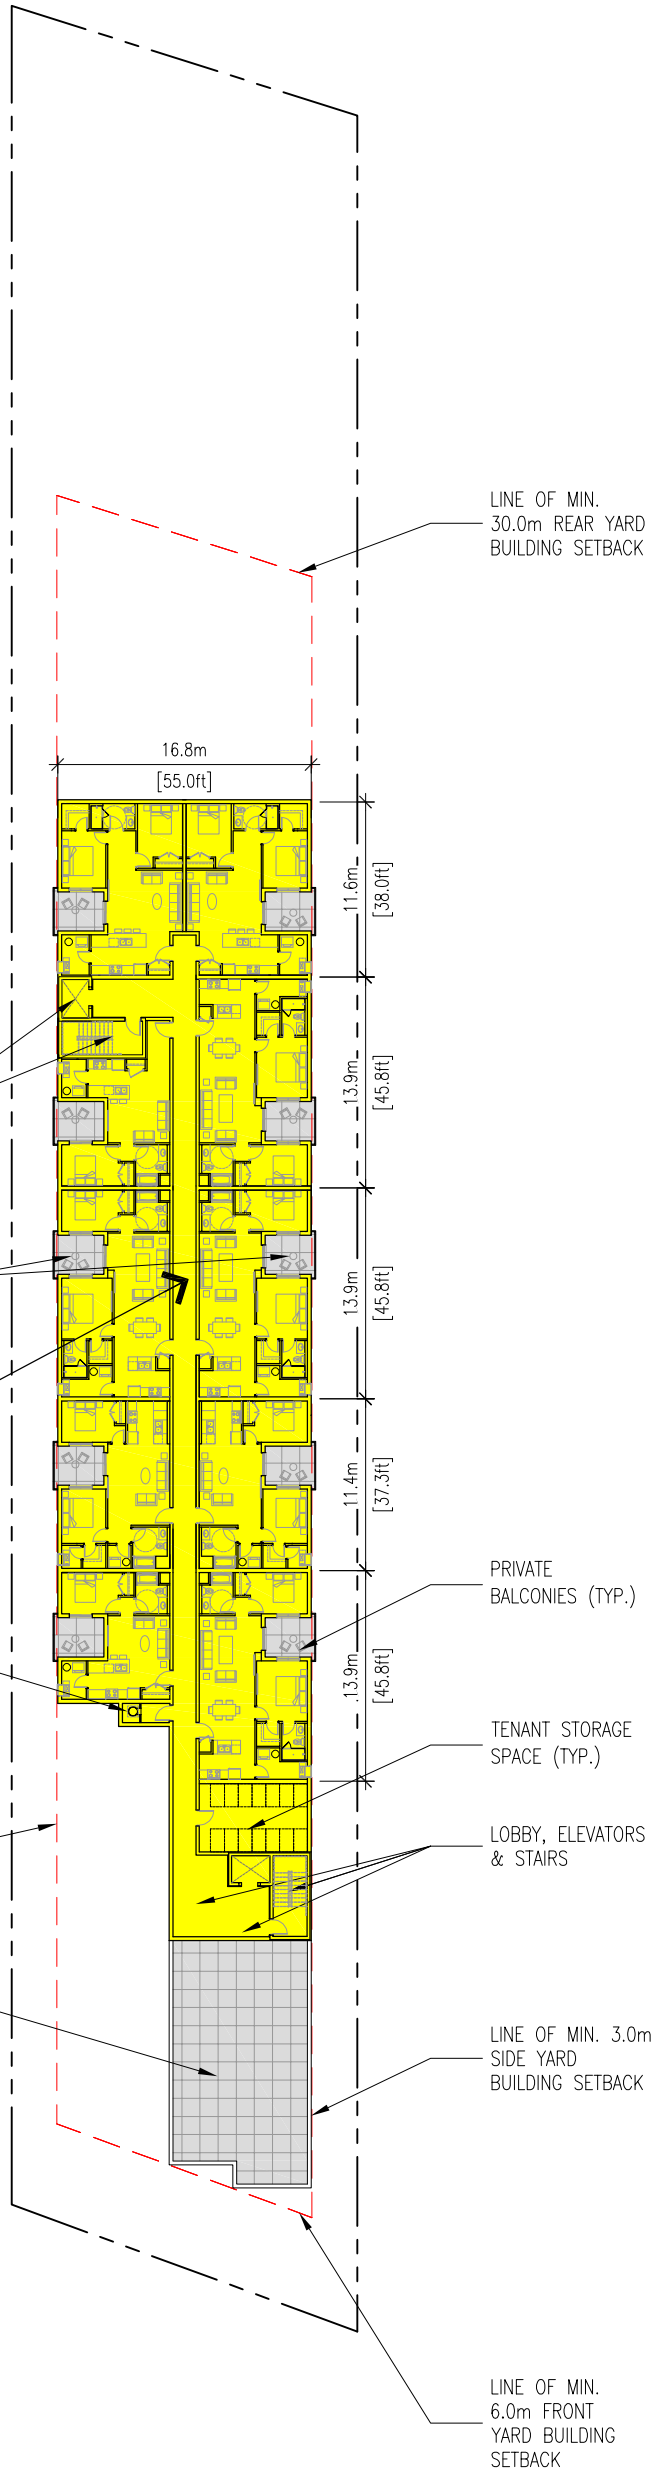 LINE OF MIN.
30.0m REAR YARD
BUILDING SETBACK
16.8m
[55.0ft]
11.6m
[38.0ft]
13.9m
[45.8ft]
13.9m
[45.8ft]
11.4m
[37.3ft]
PRIVATE
BALCONIES (TYP.)
13.9m
[45.8ft]
TENANT STORAGE
SPACE (TYP.)
LOBBY, ELEVATORS
& STAIRS
LINE OF MIN. 3.0m
SIDE YARD
BUILDING SETBACK
LINE OF MIN.
6.0m FRONT
YARD BUILDING
SETBACK